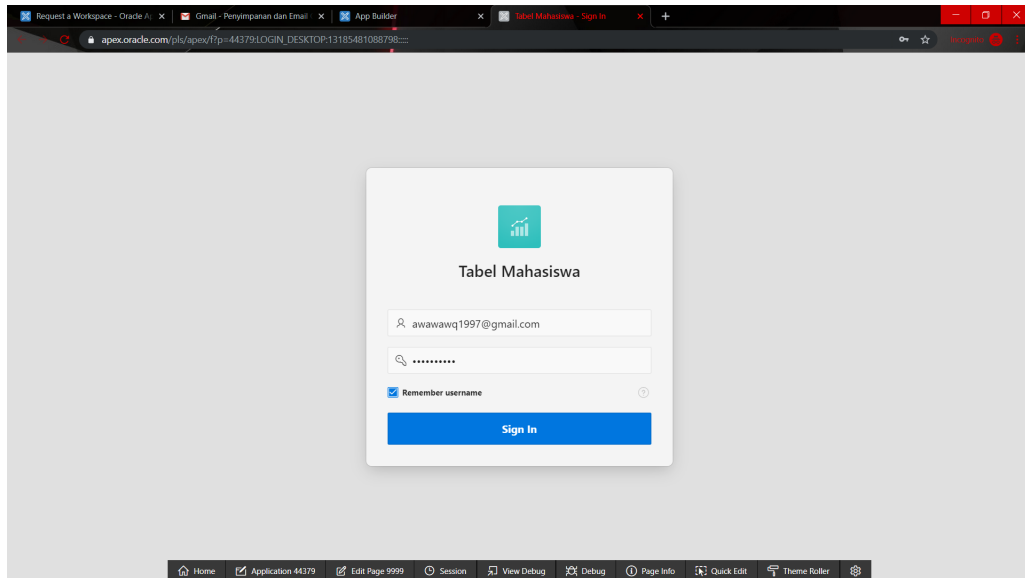 Request a Workspace - Oracle A
Gmail - Penyimpanan dan Email
App Builder
Tabel Mahasiswa - Sign In
apex.oracle.com/pls/apex/f?p=44379:LOGIN_DESKTOP:13185481088798:::::
Tabel Mahasiswa
awawawq1997@gmail.com
Remember username
Sign In
Home
Application 44379
Edit Page 9999
Session
View Debug
Debug
Page Info
Quick Edit
Theme Roller